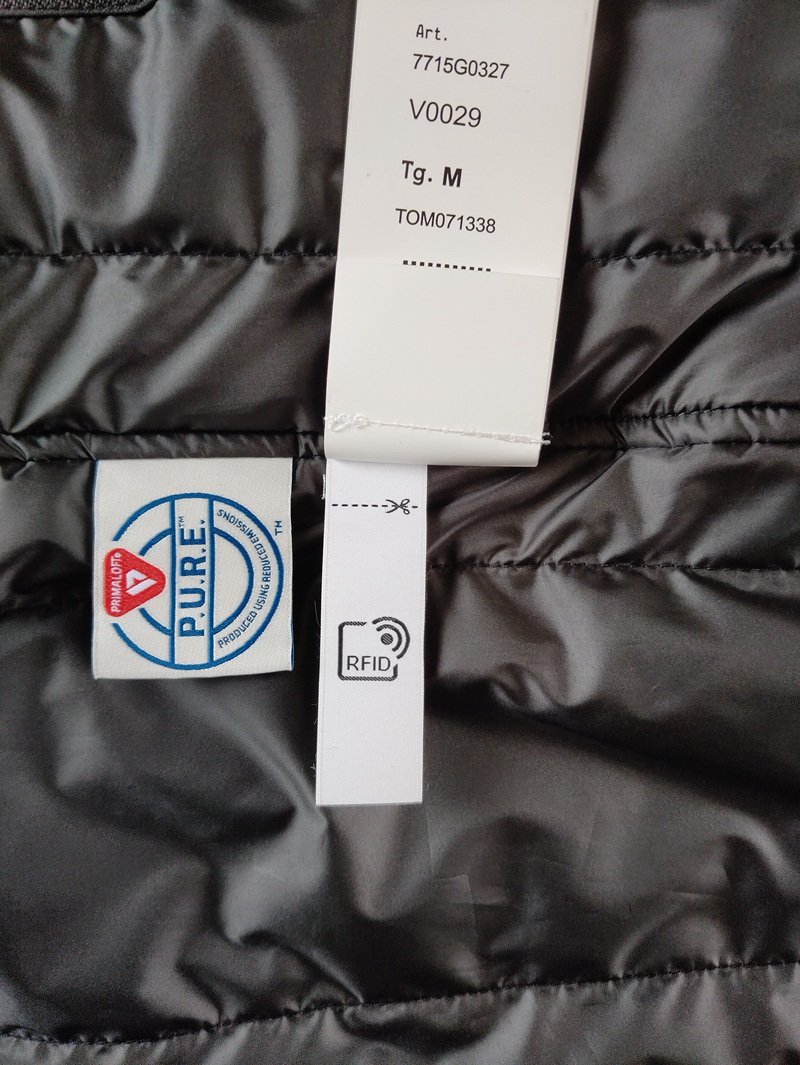 Art.
7715G0327
V0029
Tg. M
TOM071338
PRIMALOFT®
P.U.R.E.™
PRODUCED USING REDUCED EMISSIONS
™
RFID